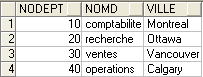 NODEPT NOMD VILLE
1 10 comptabilite Montreal
2 20 recherche Ottawa
3 30 ventes Vancouver
4 40 operations Calgary